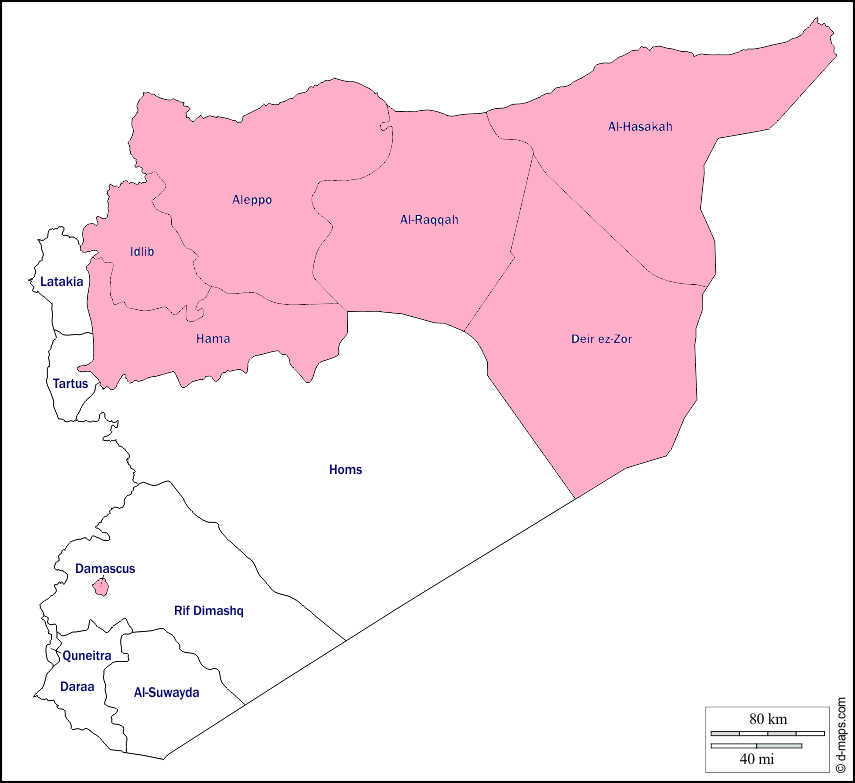 Al-Hasakah
Aleppo
Al-Raqqah
Idlib
Latakia
Hama
Deir ez-Zor
Tartus
Homs
Damascus
Rif Dimashq
Quneitra
Daraa
Al-Suwayda
80 km
40 mi
© d-maps.com